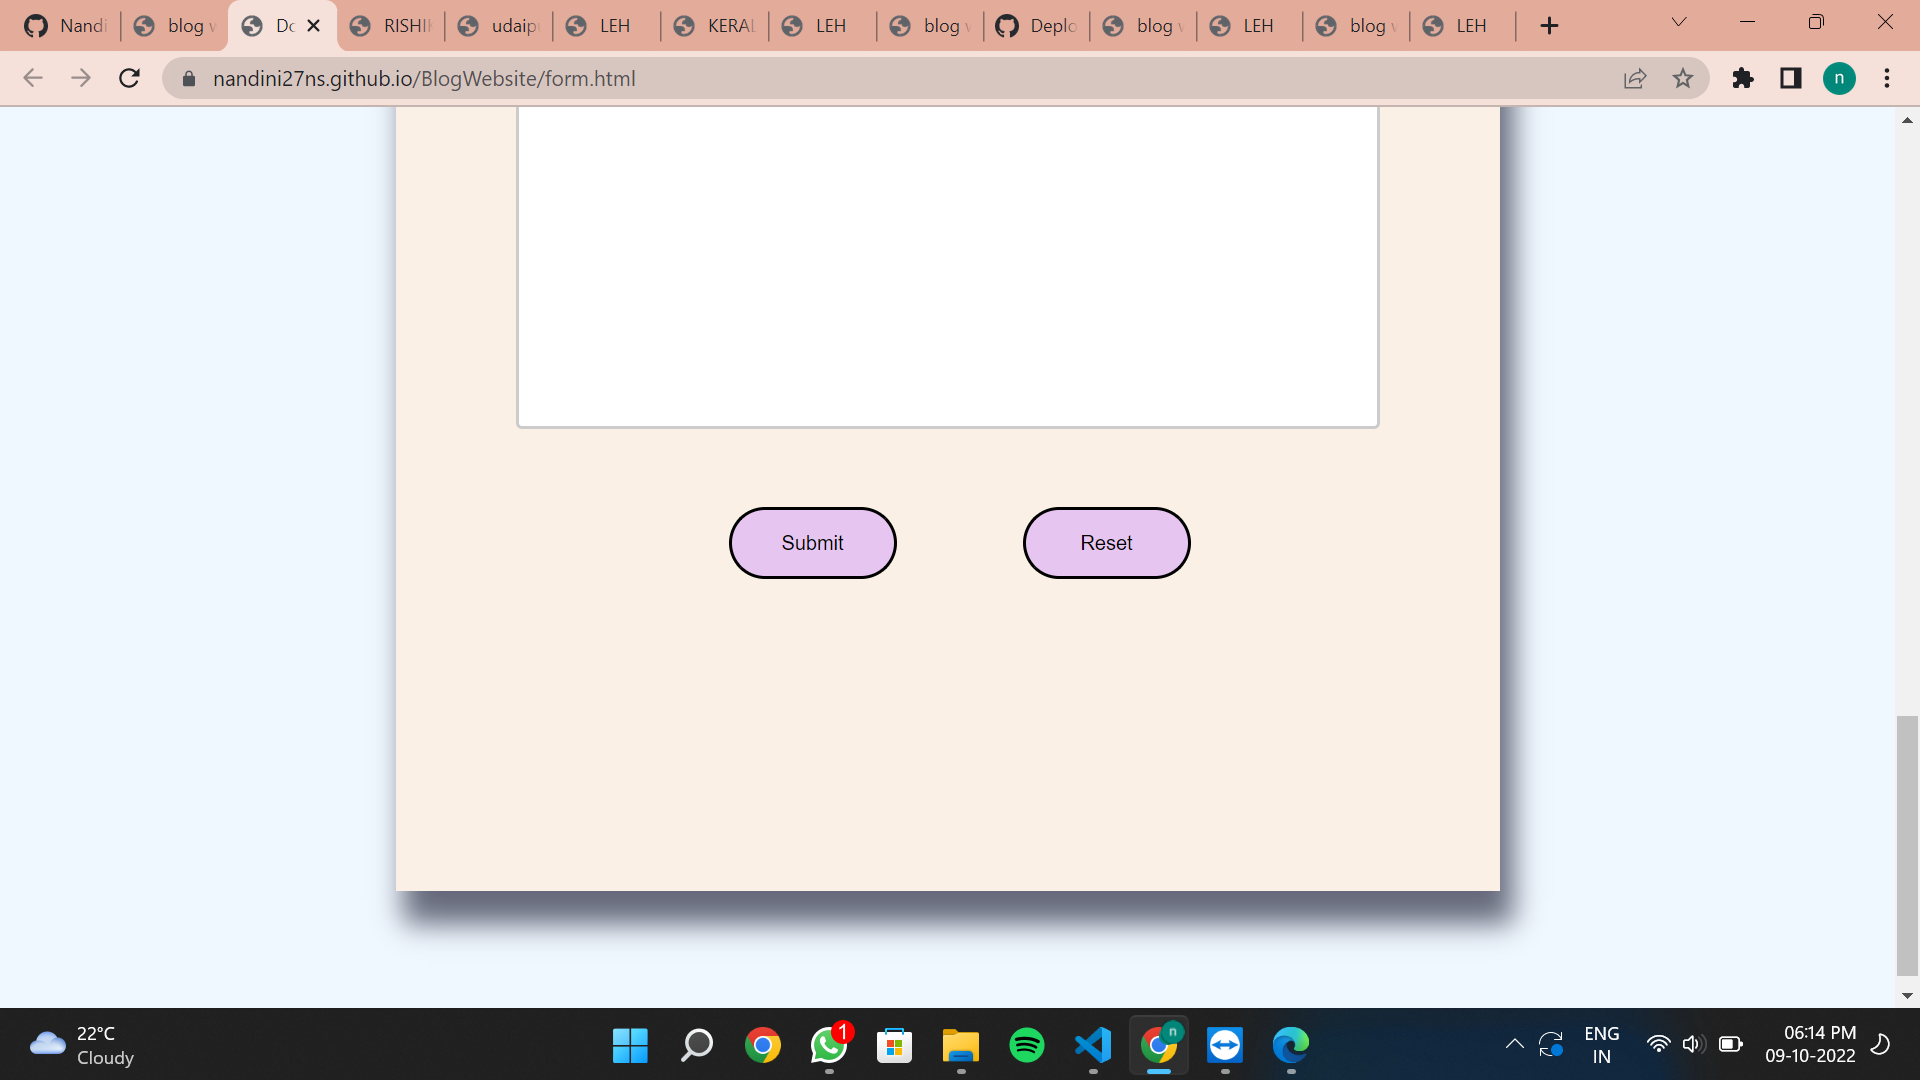 Nandi
blog w
Do
RISHI
udaip
LEH
KERAL
LEH
blog w
Deplo
blog w
LEH
blog w
LEH
nandini27ns.github.io/BlogWebsite/form.html
n
Submit
Reset
22°C
Cloudy
1
n
ENG
IN
06:14 PM
09-10-2022